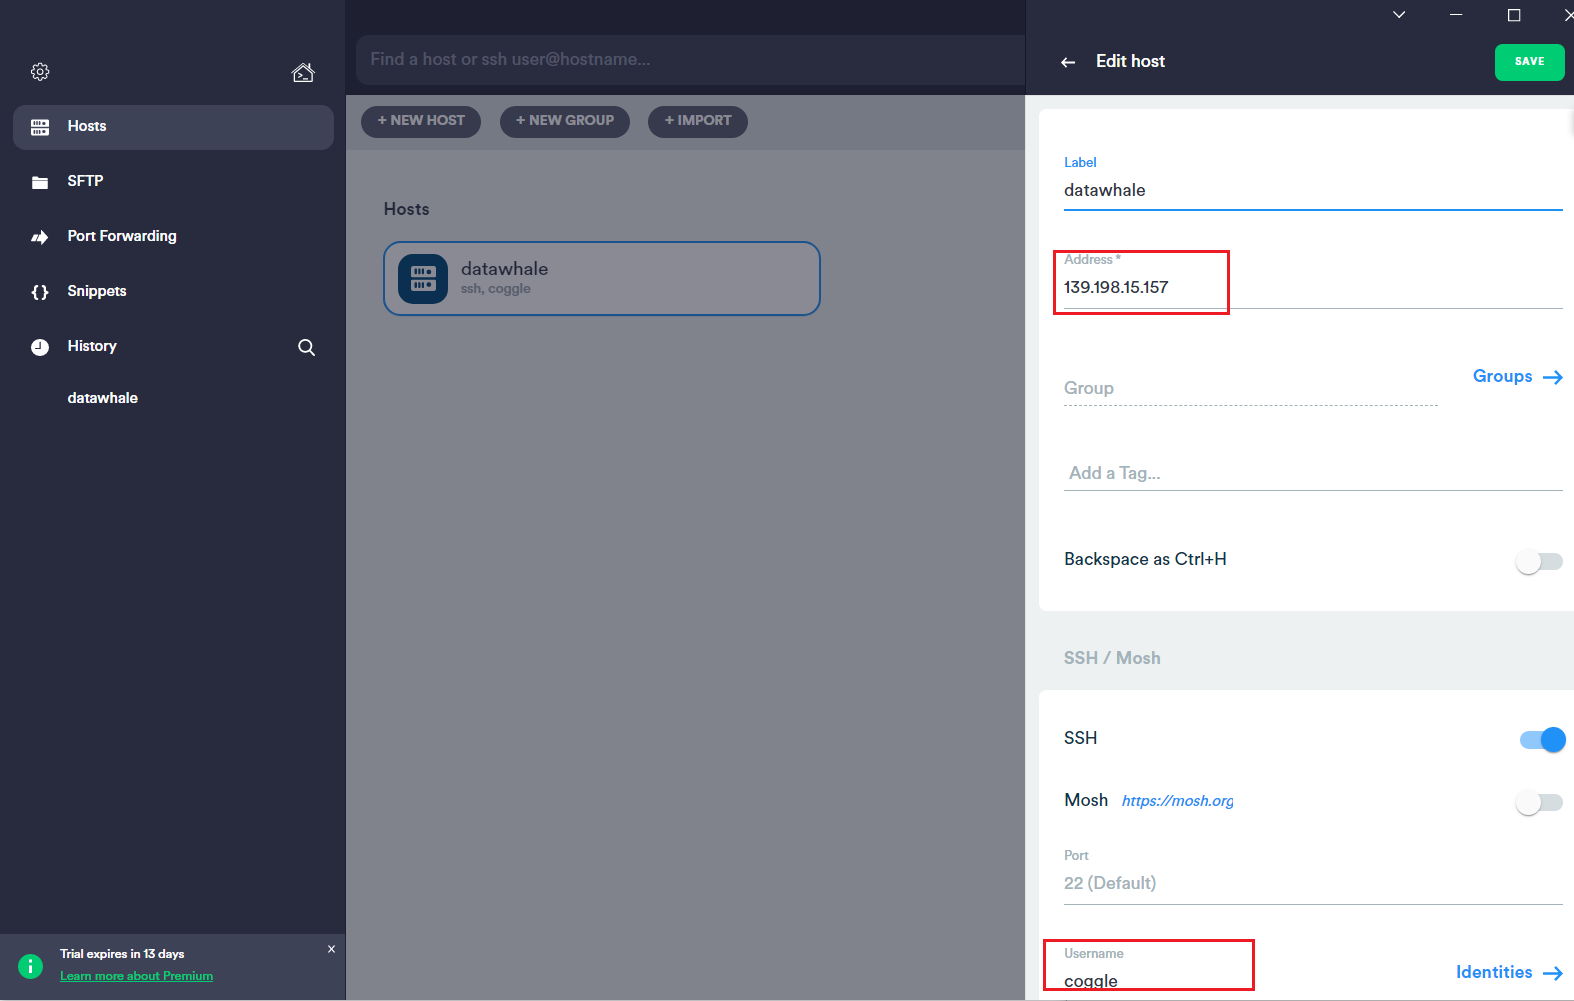 Hosts
SFTP
Port Forwarding
Snippets
History
datawhale
Trial expires in 13 days
Learn more about Premium
Find a host or ssh user@hostname...
+ NEW HOST
+ NEW GROUP
+ IMPORT
Hosts
datawhale
ssh, coggle
Edit host
SAVE
Label
datawhale
Address *
139.198.15.157
Group
Groups
Add a Tag...
Backspace as Ctrl+H
SSH / Mosh
SSH
Mosh https://mosh.org
Port
22 (Default)
Username
coggle
Identities